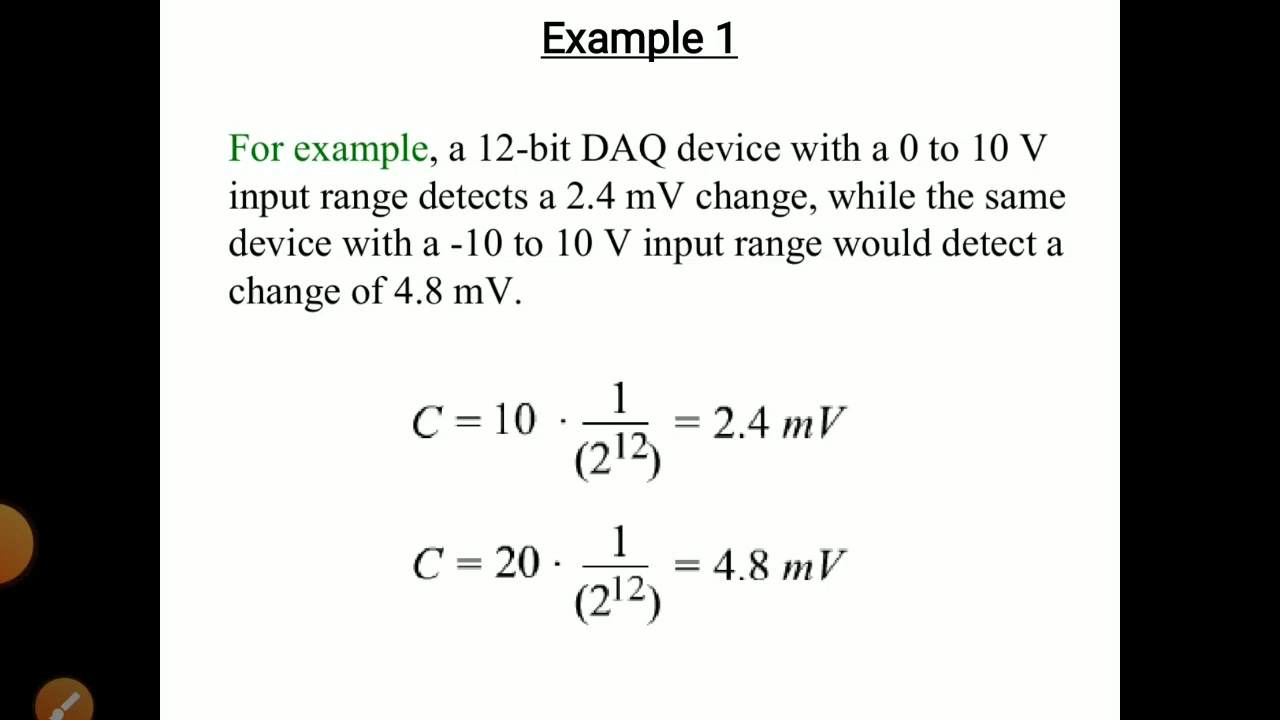 Example 1
For example, a 12-bit DAQ device with a 0 to 10 V
input range detects a 2.4 mV change, while the same
device with a -10 to 10 V input range would detect a
change of 4.8 mV.
C = 10 · 1/(2^12) = 2.4 mV
C = 20 · 1/(2^12) = 4.8 mV